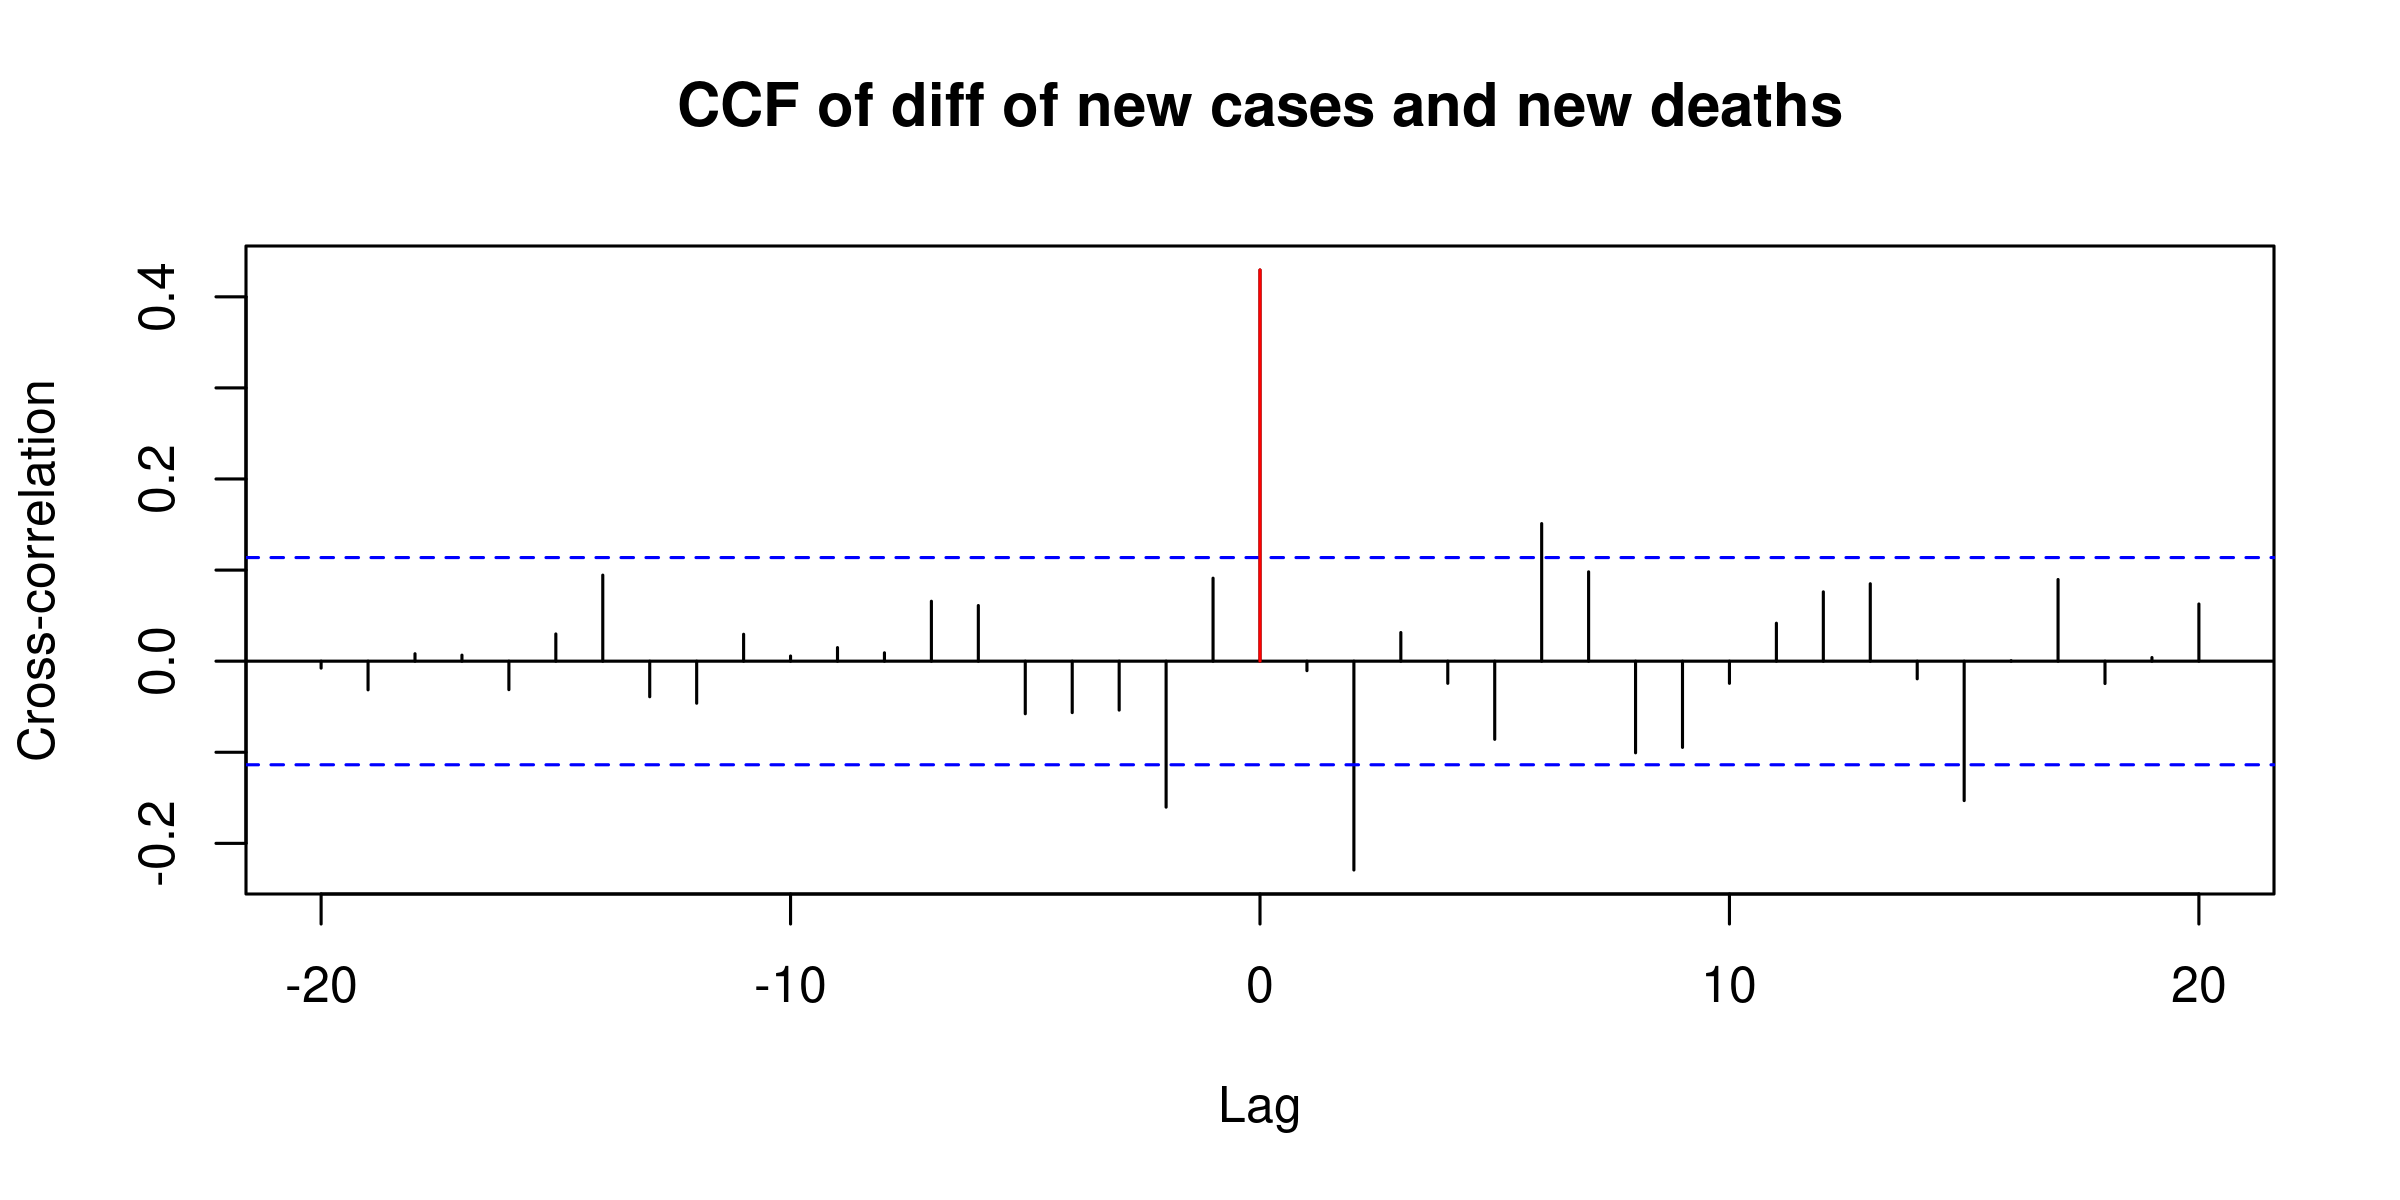 CCF of diff of new cases and new deaths
Cross-correlation
0.4
0.2
0.0
-0.2
-20 -10 0 10 20
Lag